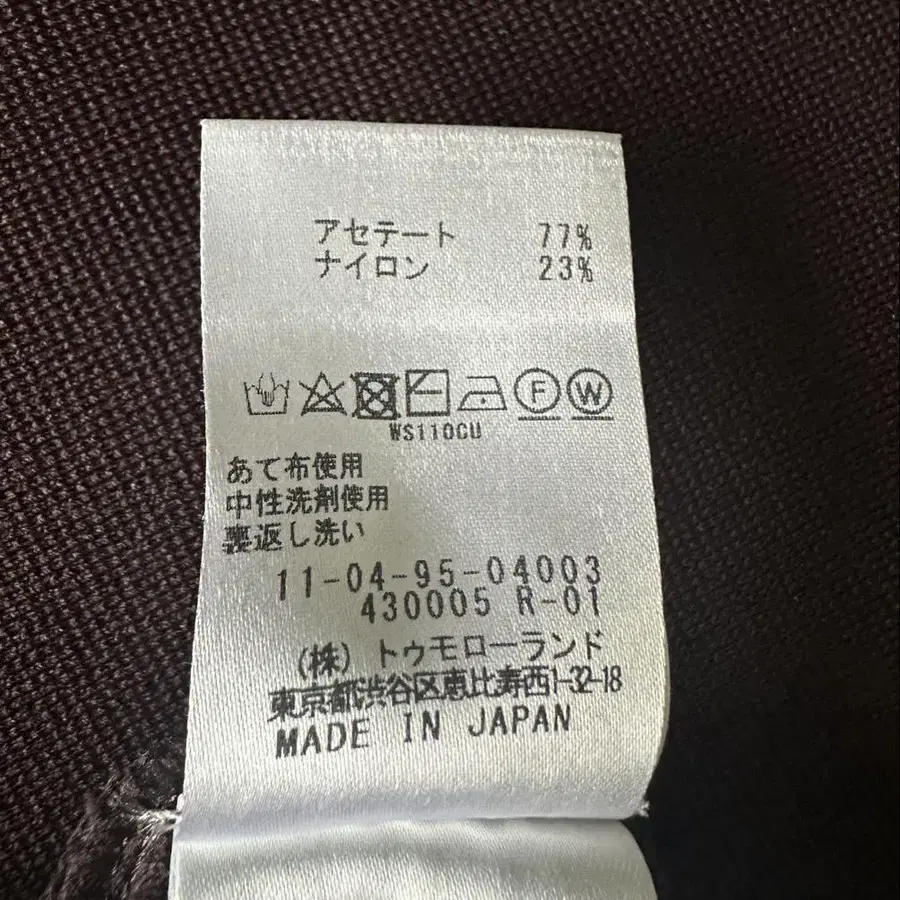 アセテート 77%
ナイロン 23%
F W
WS110CU
あて布使用
中性洗剤使用
裏返し洗い
11-04-95-04003
430005 R-01
(株) トゥモローランド
東京都渋谷区恵比寿西1-32-18
MADE IN JAPAN